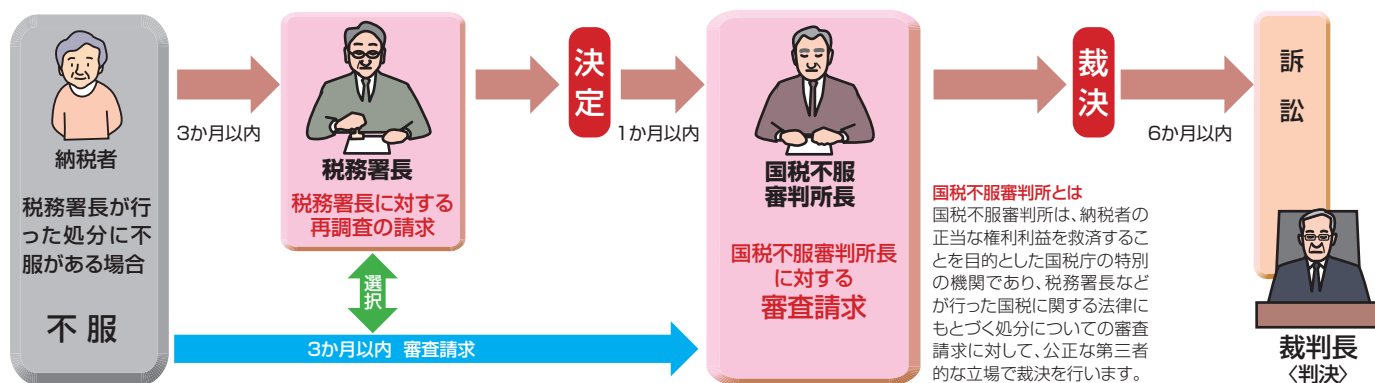 納税者
税務署長が行
った処分に不
服がある場合
不服
3か月以内
税務署長
税務署長に対する
再調査の請求
選択
3か月以内 審査請求
決定
1か月以内
国税不服
審判所長
国税不服審判所長
に対する
審査請求
裁決
6か月以内
国税不服審判所とは
国税不服審判所は、納税者の
正当な権利利益を救済するこ
とを目的とした国税庁の特別
の機関であり、税務署長など
が行った国税に関する法律に
もとづく処分についての審査
請求に対して、公正な第三者
的な立場で裁決を行います。
訴訟
裁判長
〈判決〉